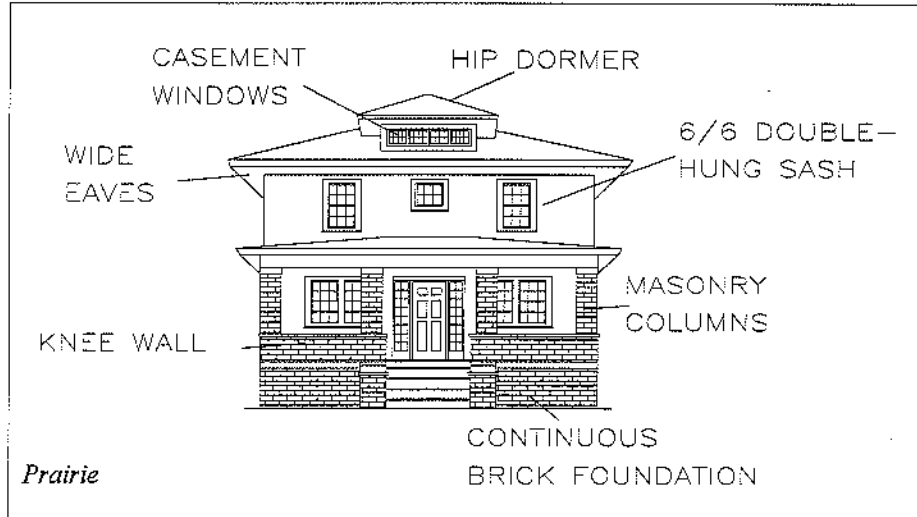 CASEMENT
WINDOWS
HIP DORMER
6/6 DOUBLE-
HUNG SASH
WIDE
EAVES
MASONRY
COLUMNS
KNEE WALL
CONTINUOUS
BRICK FOUNDATION
Prairie